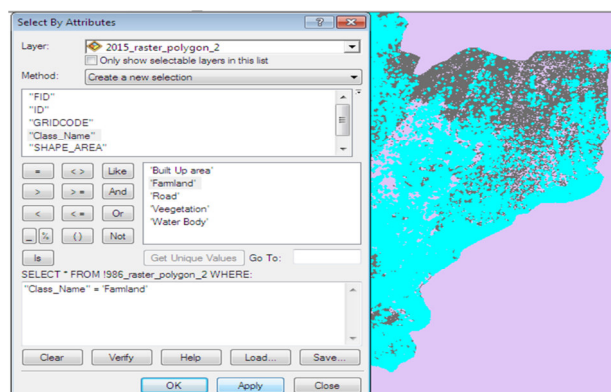 Select By Attributes
Layer: 2015_raster_polygon_2
Only show selectable layers in this list
Method: Create a new selection
"FID"
"ID"
"GRIDCODE"
"Class_Name"
"SHAPE_AREA"
= < > Like
> > = And
< < = Or
_ % ( ) Not
Is
'Built Up area'
'Farmland'
'Road'
'Veegetation'
'Water Body'
Get Unique Values Go To:
SELECT * FROM !986_raster_polygon_2 WHERE:
"Class_Name" = 'Farmland'
Clear Verify Help Load... Save...
OK Apply Close